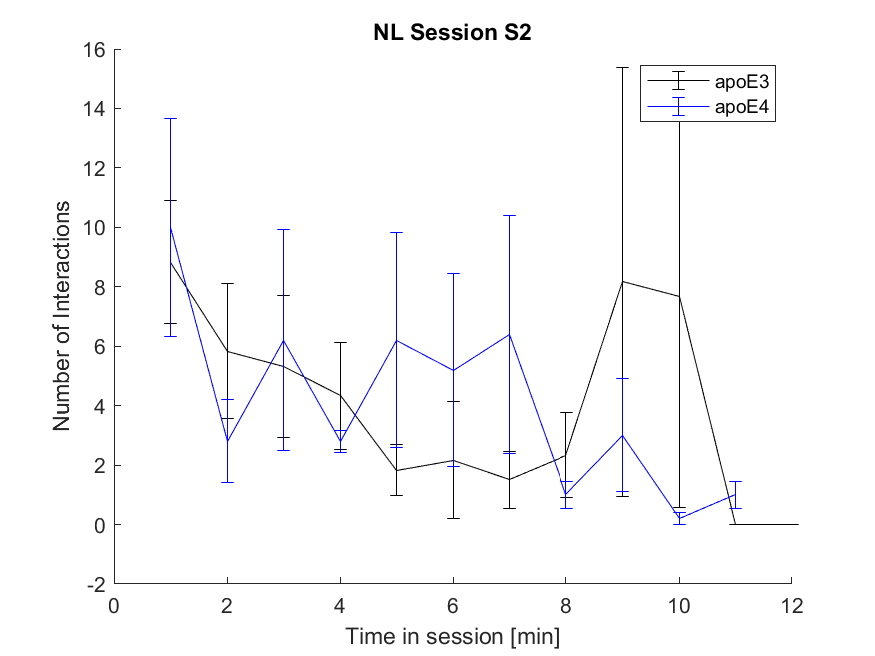 NL Session S2
apoE3
apoE4
Number of Interactions
16
14
12
10
8
6
4
2
0
-2
0 2 4 6 8 10 12
Time in session [min]